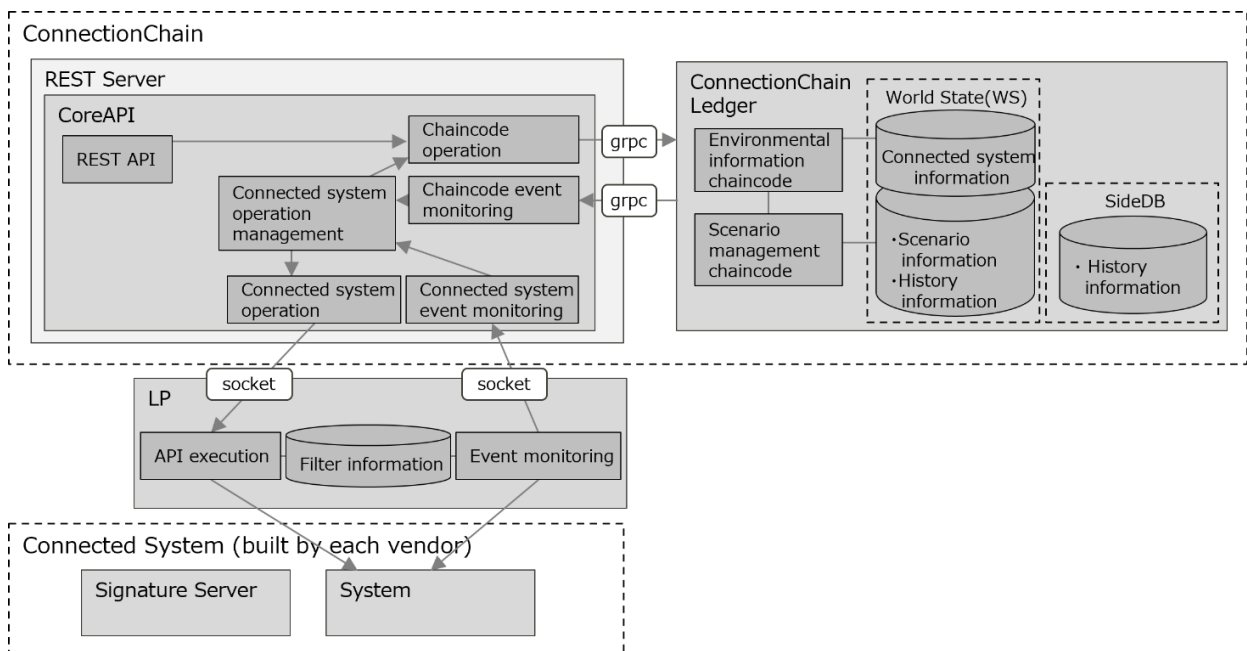 ConnectionChain
REST Server
CoreAPI
REST API
Chaincode
operation
Connected system
operation
management
Chaincode event
monitoring
Connected system
operation
Connected system
event monitoring
grpc
grpc
ConnectionChain
Ledger
Environmental
information
chaincode
Scenario
management
chaincode
World State(WS)
Connected system
information
・Scenario
information
・History
information
SideDB
・ History
information
socket
socket
LP
API execution
Filter information
Event monitoring
Connected System (built by each vendor)
Signature Server
System